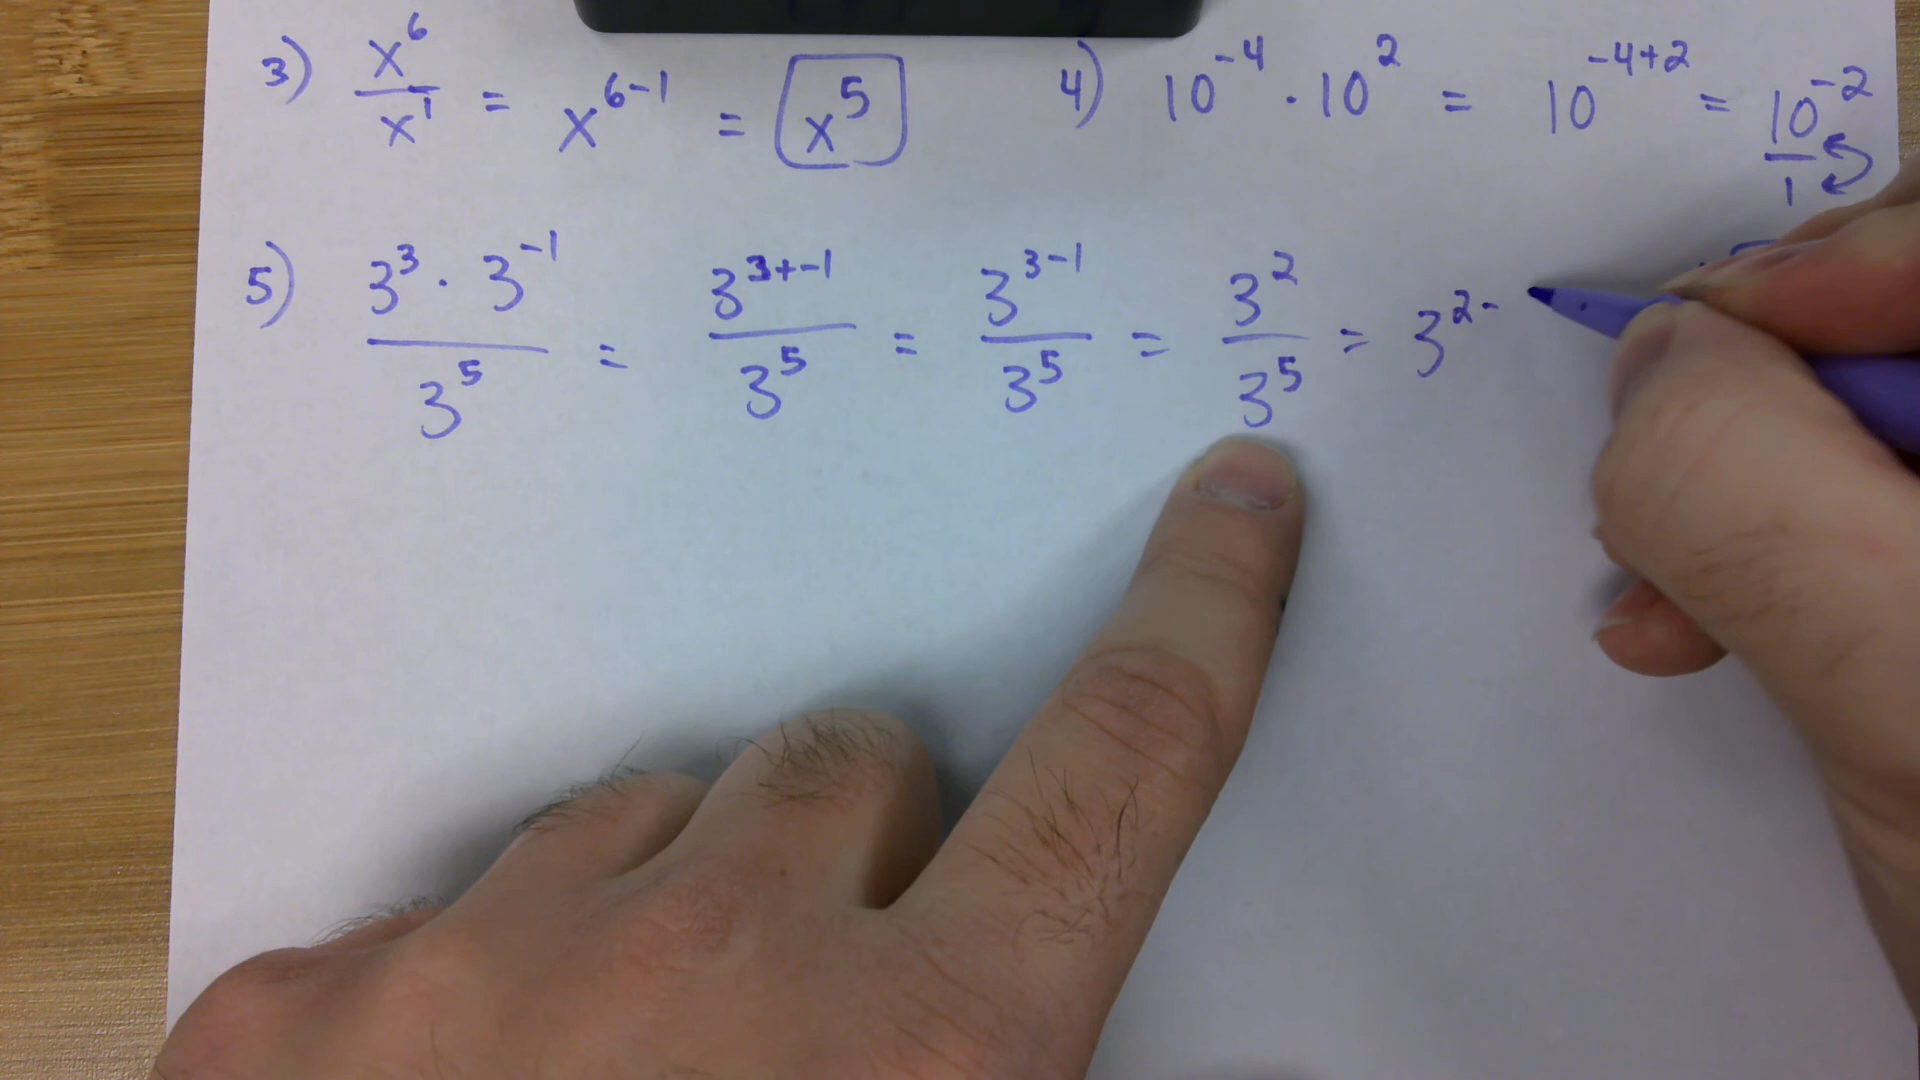 3) x^6/x^1 = x^(6-1) = x^5
4) 10^-4 · 10^2 = 10^(-4+2) = 10^-2/1
5) 3^3 · 3^-1/3^5 = 3^(3+-1)/3^5 = 3^(3-1)/3^5 = 3^2/3^5 = 3^(2-